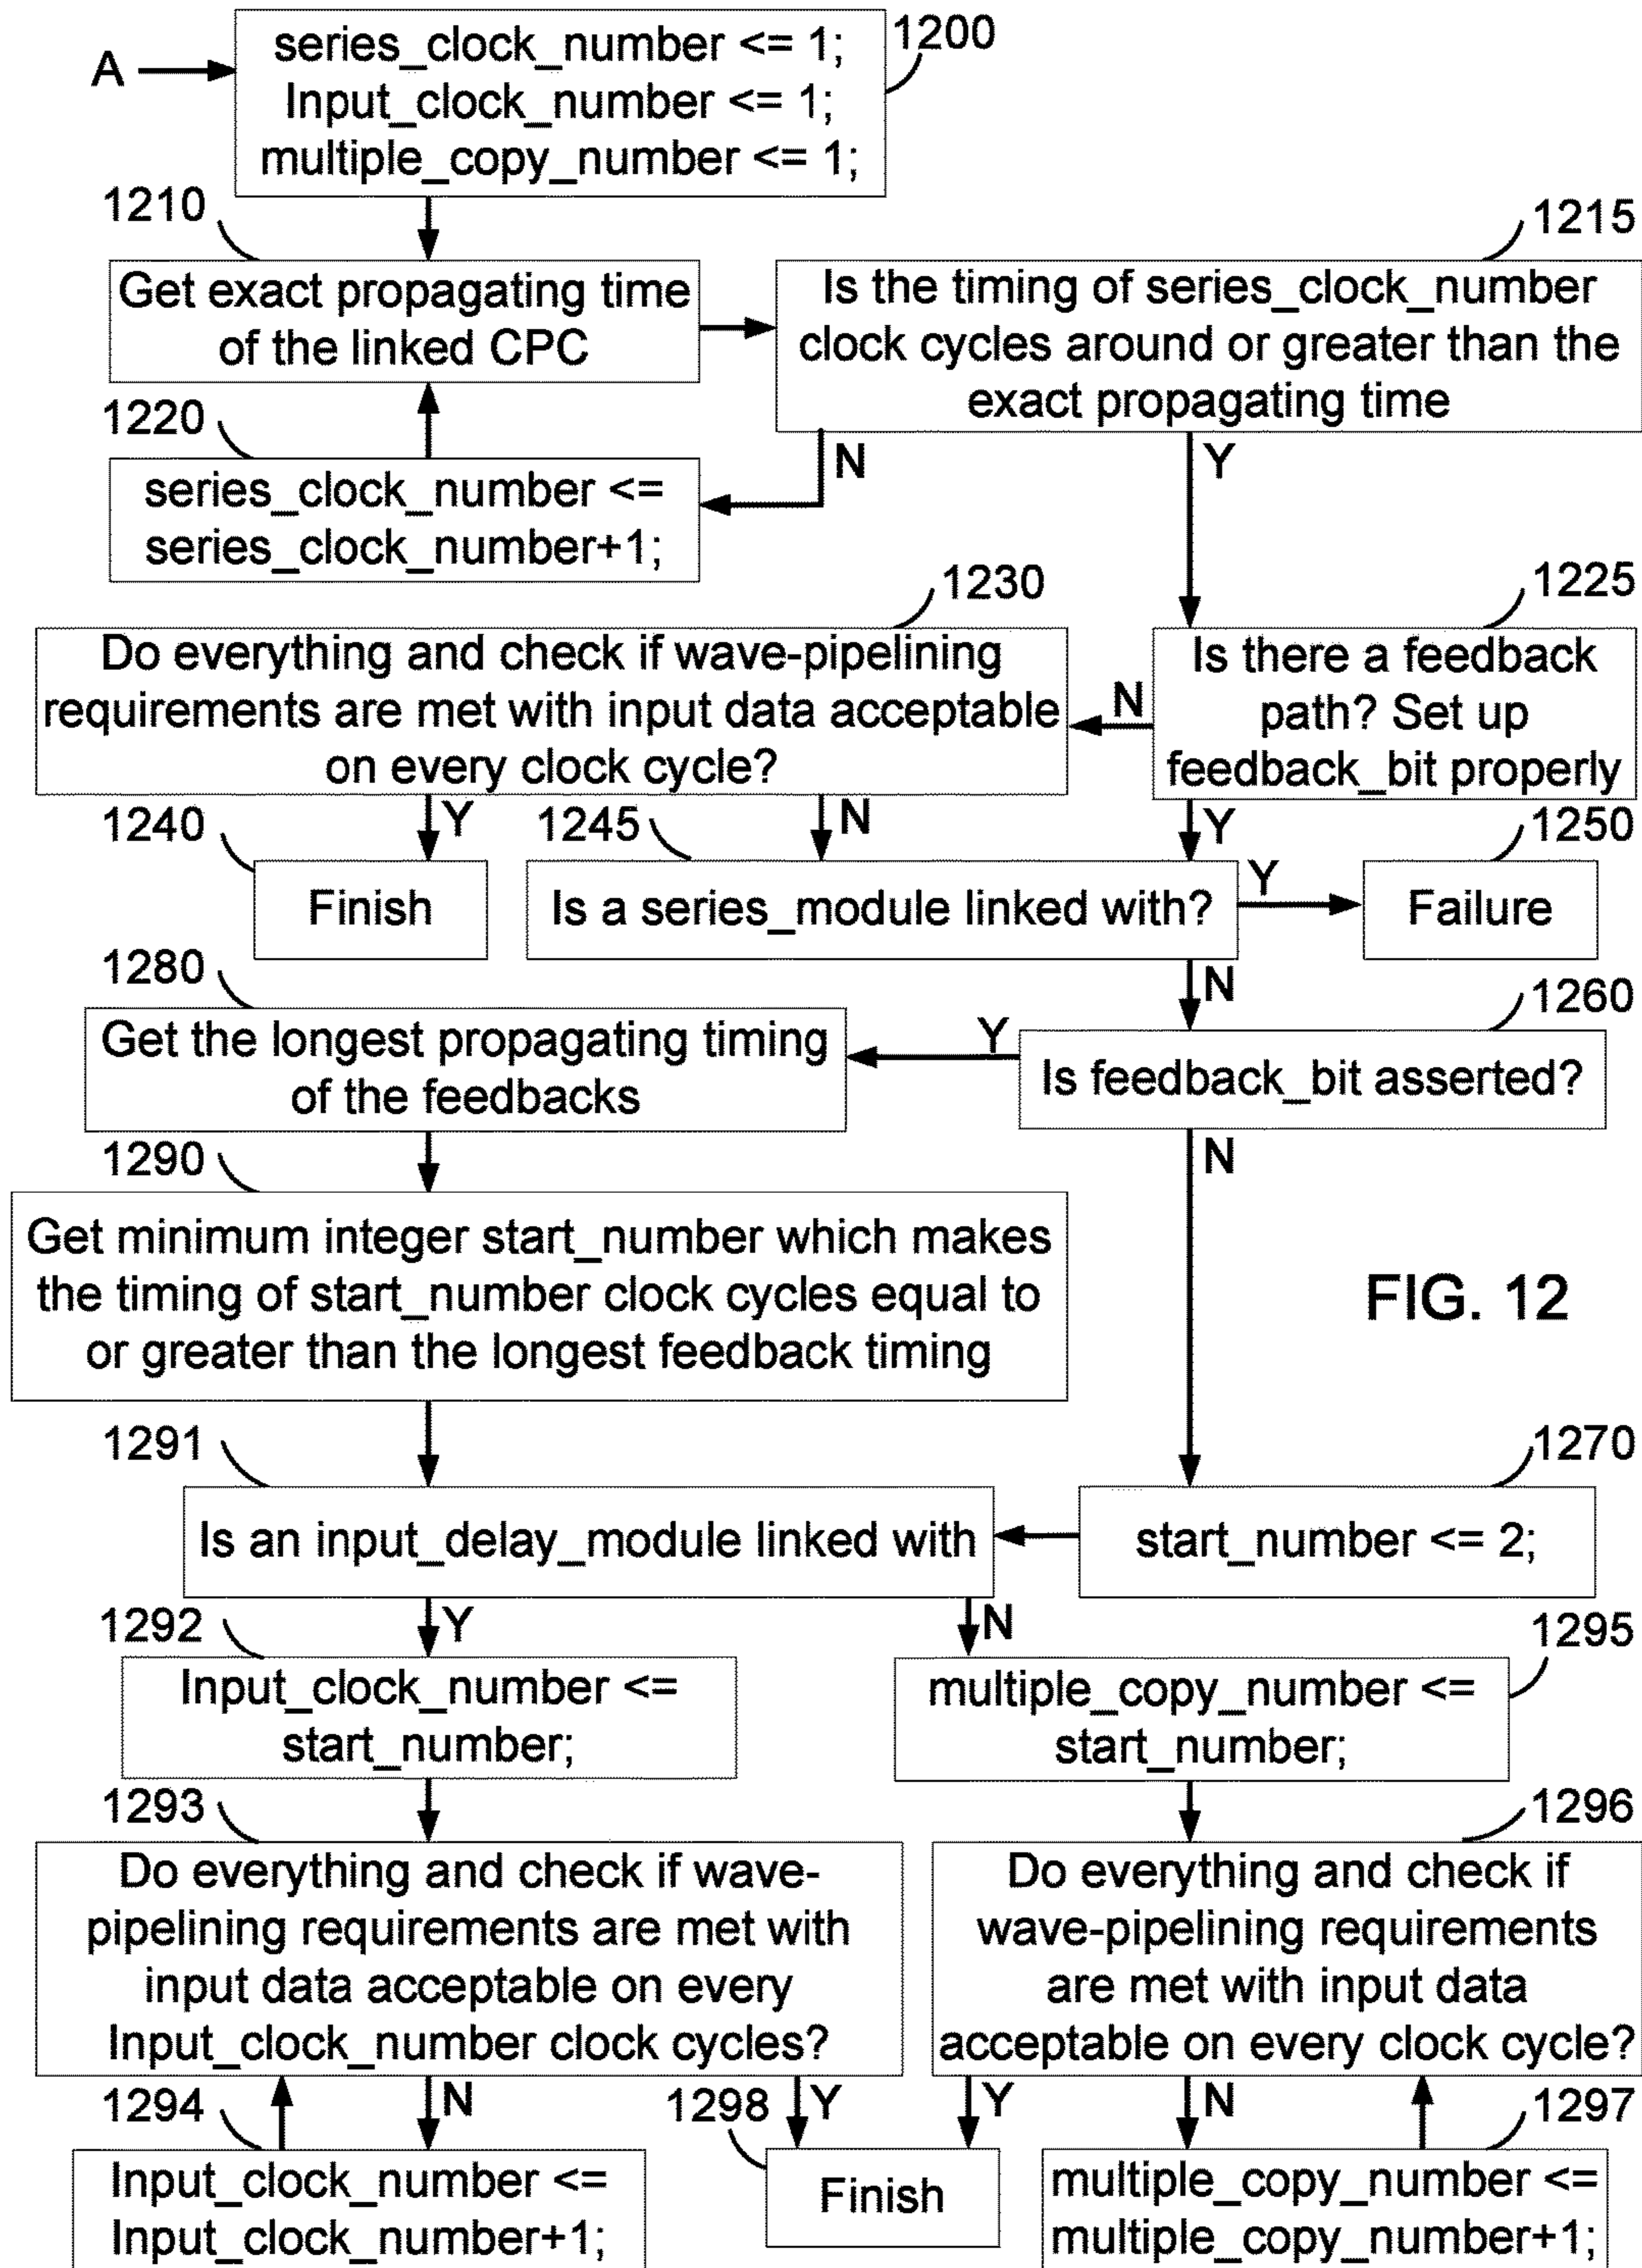 1200
A
series_clock_number <= 1;
Input_clock_number <= 1;
multiple_copy_number <= 1;
1210
Get exact propagating time
of the linked CPC
1215
Is the timing of series_clock_number
clock cycles around or greater than the
exact propagating time
N
Y
1220
series_clock_number <=
series_clock_number+1;
1225
Is there a feedback
path? Set up
feedback_bit properly
N
Y
1230
Do everything and check if wave-pipelining
requirements are met with input data acceptable
on every clock cycle?
Y
N
1240
Finish
1245
Is a series_module linked with?
Y
N
1250
Failure
1260
Is feedback_bit asserted?
Y
N
1280
Get the longest propagating timing
of the feedbacks
1290
Get minimum integer start_number which makes
the timing of start_number clock cycles equal to
or greater than the longest feedback timing
FIG. 12
1270
start_number <= 2;
1291
Is an input_delay_module linked with
Y
N
1292
Input_clock_number <=
start_number;
1295
multiple_copy_number <=
start_number;
1293
Do everything and check if wave-
pipelining requirements are met with
input data acceptable on every
Input_clock_number clock cycles?
N
Y
1296
Do everything and check if
wave-pipelining requirements
are met with input data
acceptable on every clock cycle?
Y
N
1294
Input_clock_number <=
Input_clock_number+1;
1298
Finish
1297
multiple_copy_number <=
multiple_copy_number+1;